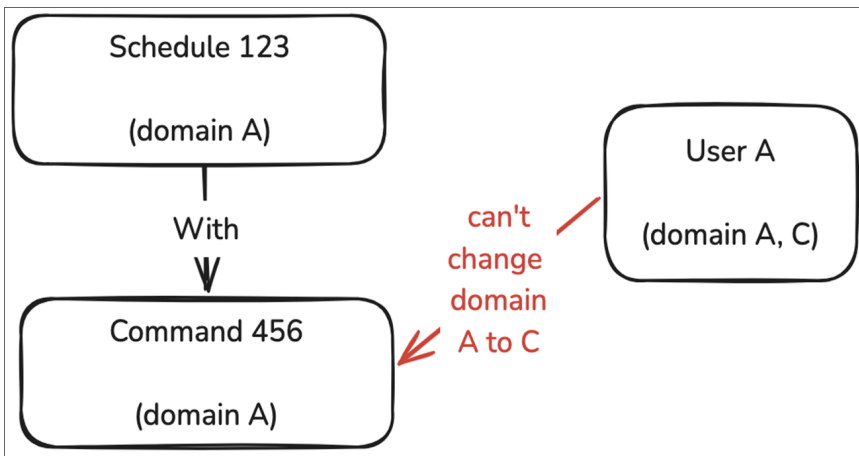 Schedule 123
(domain A)
With
Command 456
(domain A)
User A
(domain A, C)
can't
change
domain
A to C